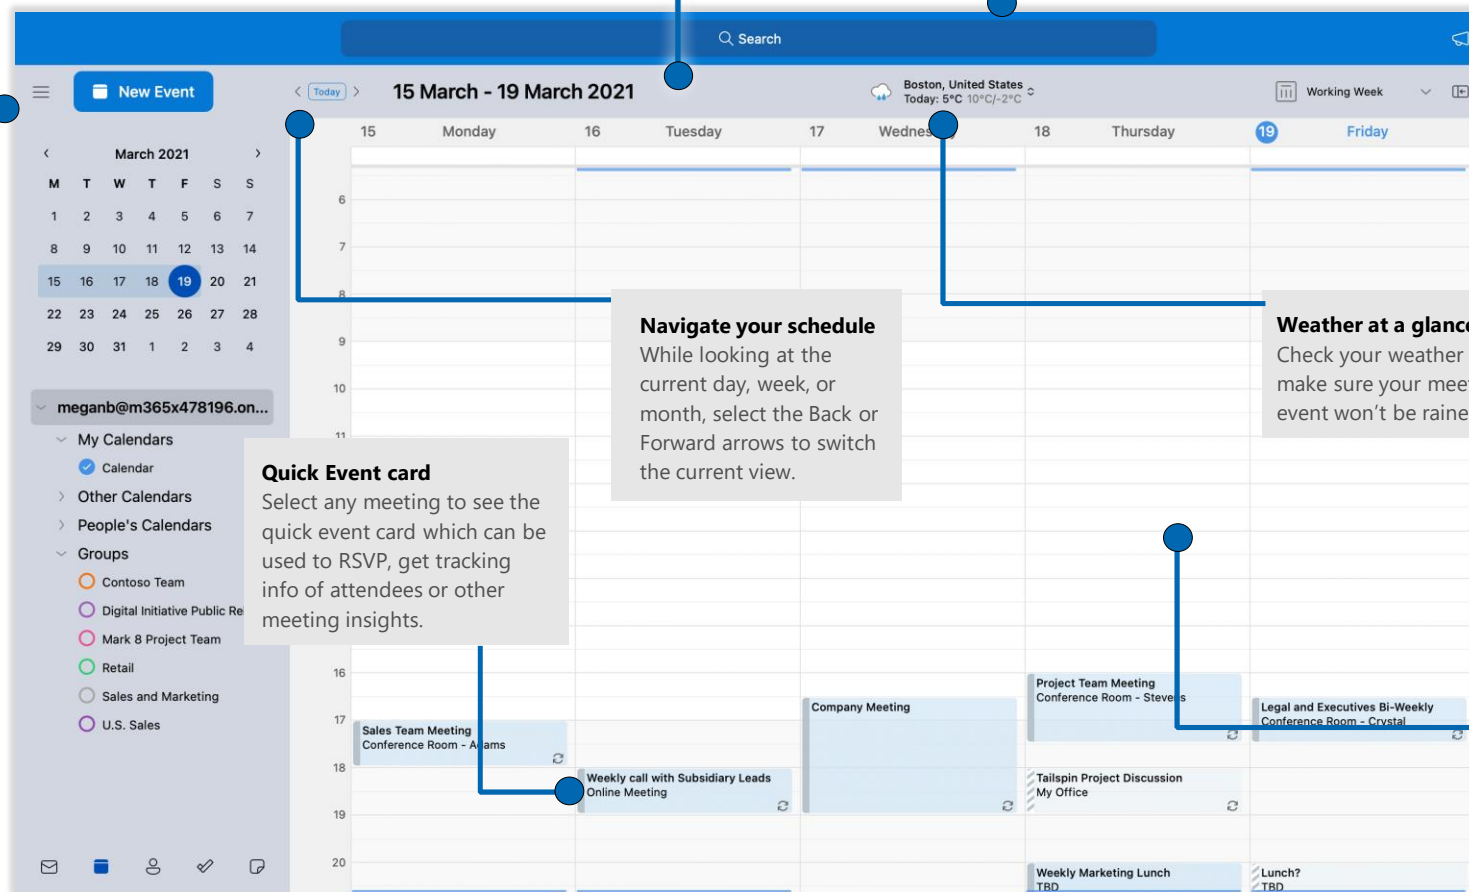 Search
New Event
Today
15 March - 19 March 2021
Boston, United States
Today: 5°C 10°C/-2°C
Working Week
15 Monday
16 Tuesday
17 Wednesday
18 Thursday
19 Friday
March 2021
M T W T F S S
1 2 3 4 5 6 7
8 9 10 11 12 13 14
15 16 17 18 19 20 21
22 23 24 25 26 27 28
29 30 31 1 2 3 4
meganb@m365x478196.on...
My Calendars
Calendar
Other Calendars
People's Calendars
Groups
Contoso Team
Digital Initiative Public Re
Mark 8 Project Team
Retail
Sales and Marketing
U.S. Sales
6
7
8
9
10
11
16
17
18
19
20
Navigate your schedule
While looking at the
current day, week, or
month, select the Back or
Forward arrows to switch
the current view.
Weather at a glance
Check your weather
make sure your meet
event won't be raine
Quick Event card
Select any meeting to see the
quick event card which can be
used to RSVP, get tracking
info of attendees or other
meeting insights.
Sales Team Meeting
Conference Room - Adams
Weekly call with Subsidiary Leads
Online Meeting
Company Meeting
Project Team Meeting
Conference Room - Stevens
Tailspin Project Discussion
My Office
Weekly Marketing Lunch
TBD
Legal and Executives Bi-Weekly
Conference Room - Crystal
Lunch?
TBD